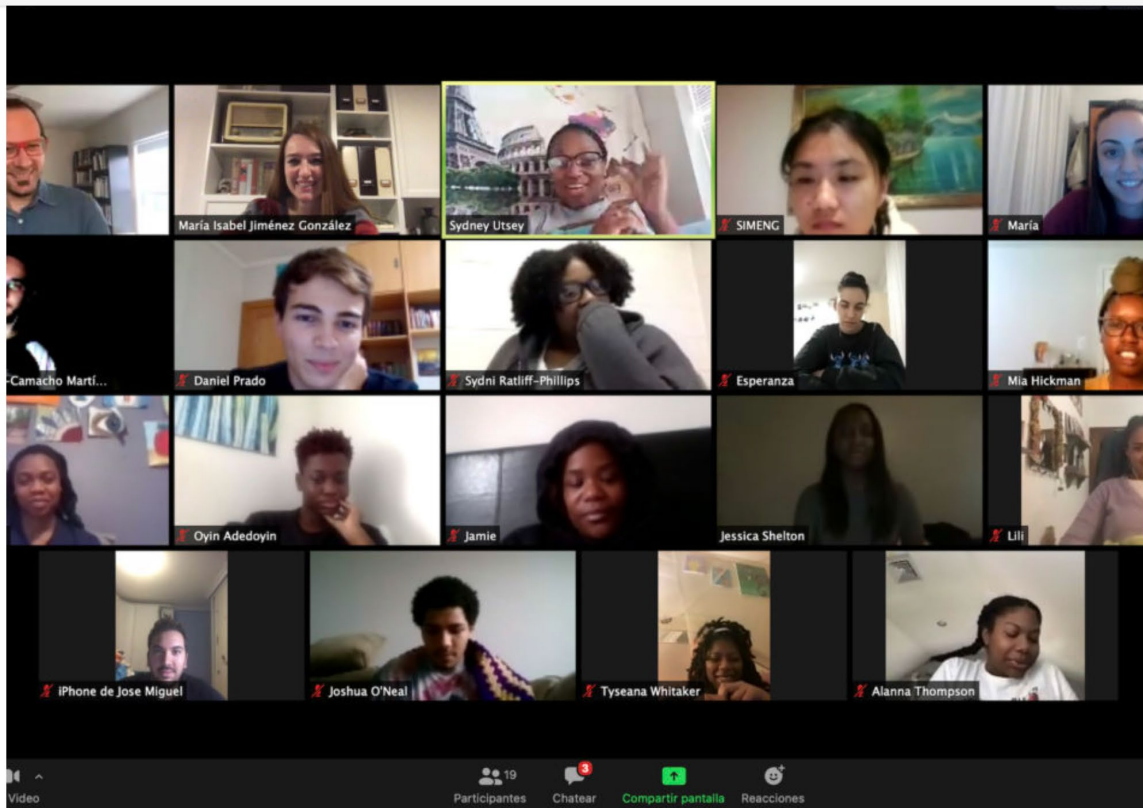 María Isabel Jiménez González
Sydney Utsey
SIMENG
María
-Camacho Martí...
Daniel Prado
Sydni Ratliff-Phillips
Esperanza
Mia Hickman
Oyin Adedoyin
Jamie
Jessica Shelton
Lili
iPhone de Jose Miguel
Joshua O'Neal
Tyseana Whitaker
Alanna Thompson
19
3
Video
Participantes
Chatear
Compartir pantalla
Reacciones